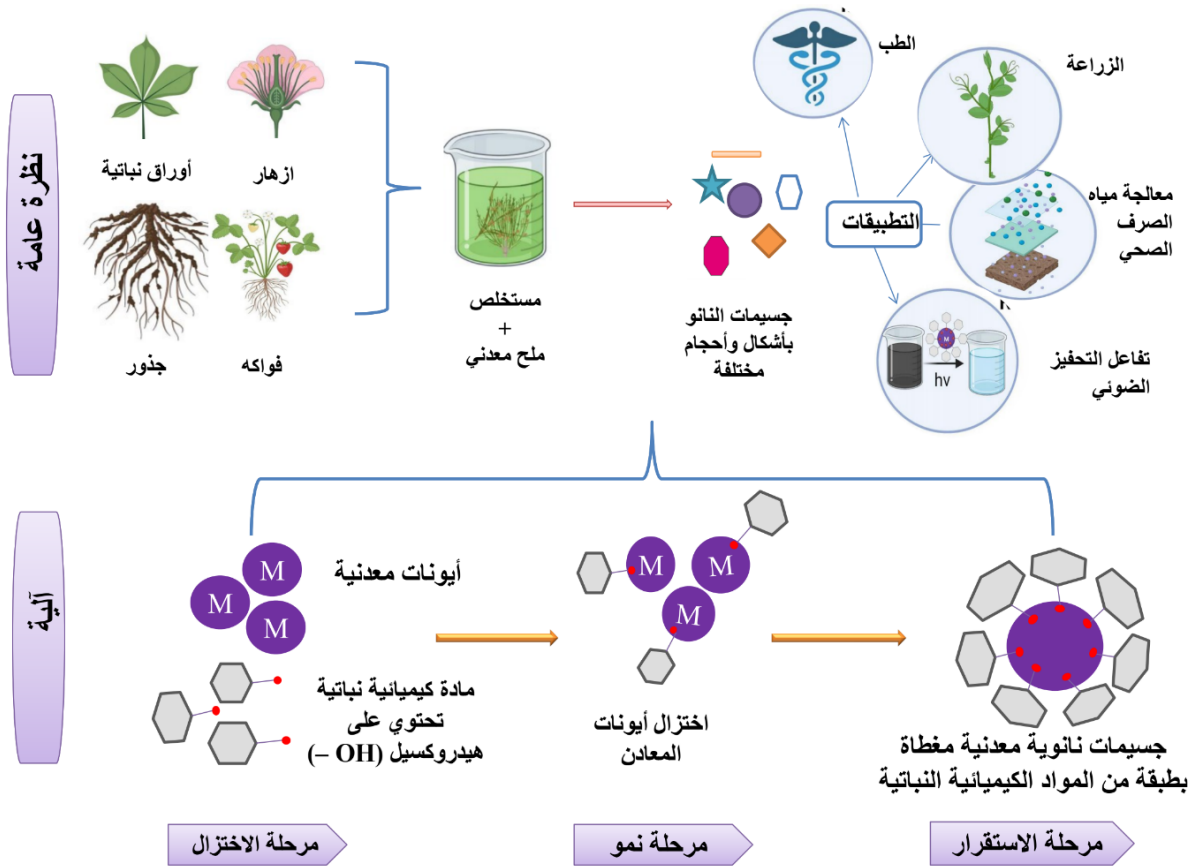 نظرة عامة
أوراق نباتية
ازهار
جذور
فواكه
مستخلص
+
ملح معدني
جسيمات النانو
بأشكال وأحجام
مختلفة
التطبيقات
الطب
الزراعة
معالجة مياه
الصرف
الصحي
M
hv
تفاعل التحفيز
الضوئي
آلية
M
M
M
أيونات معدنية
مادة كيميائية نباتية
تحتوي على
هيدروكسيل (OH –)
M
M
M
اختزال أيونات
المعادن
جسيمات نانوية معدنية مغطاة
بطبقة من المواد الكيميائية النباتية
مرحلة الاختزال
مرحلة نمو
مرحلة الاستقرار